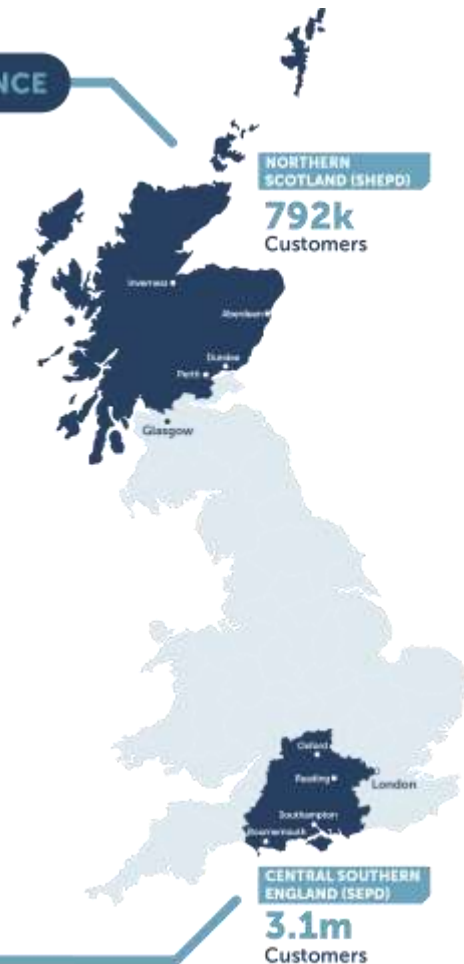 NCE
NORTHERN
SCOTLAND (SHEPD)
792k
Customers
Inverness
Aberdeen
Dundee
Perth
Glasgow
Oxford
Reading
London
Southampton
Bournemouth
CENTRAL SOUTHERN
ENGLAND (SEPD)
3.1m
Customers